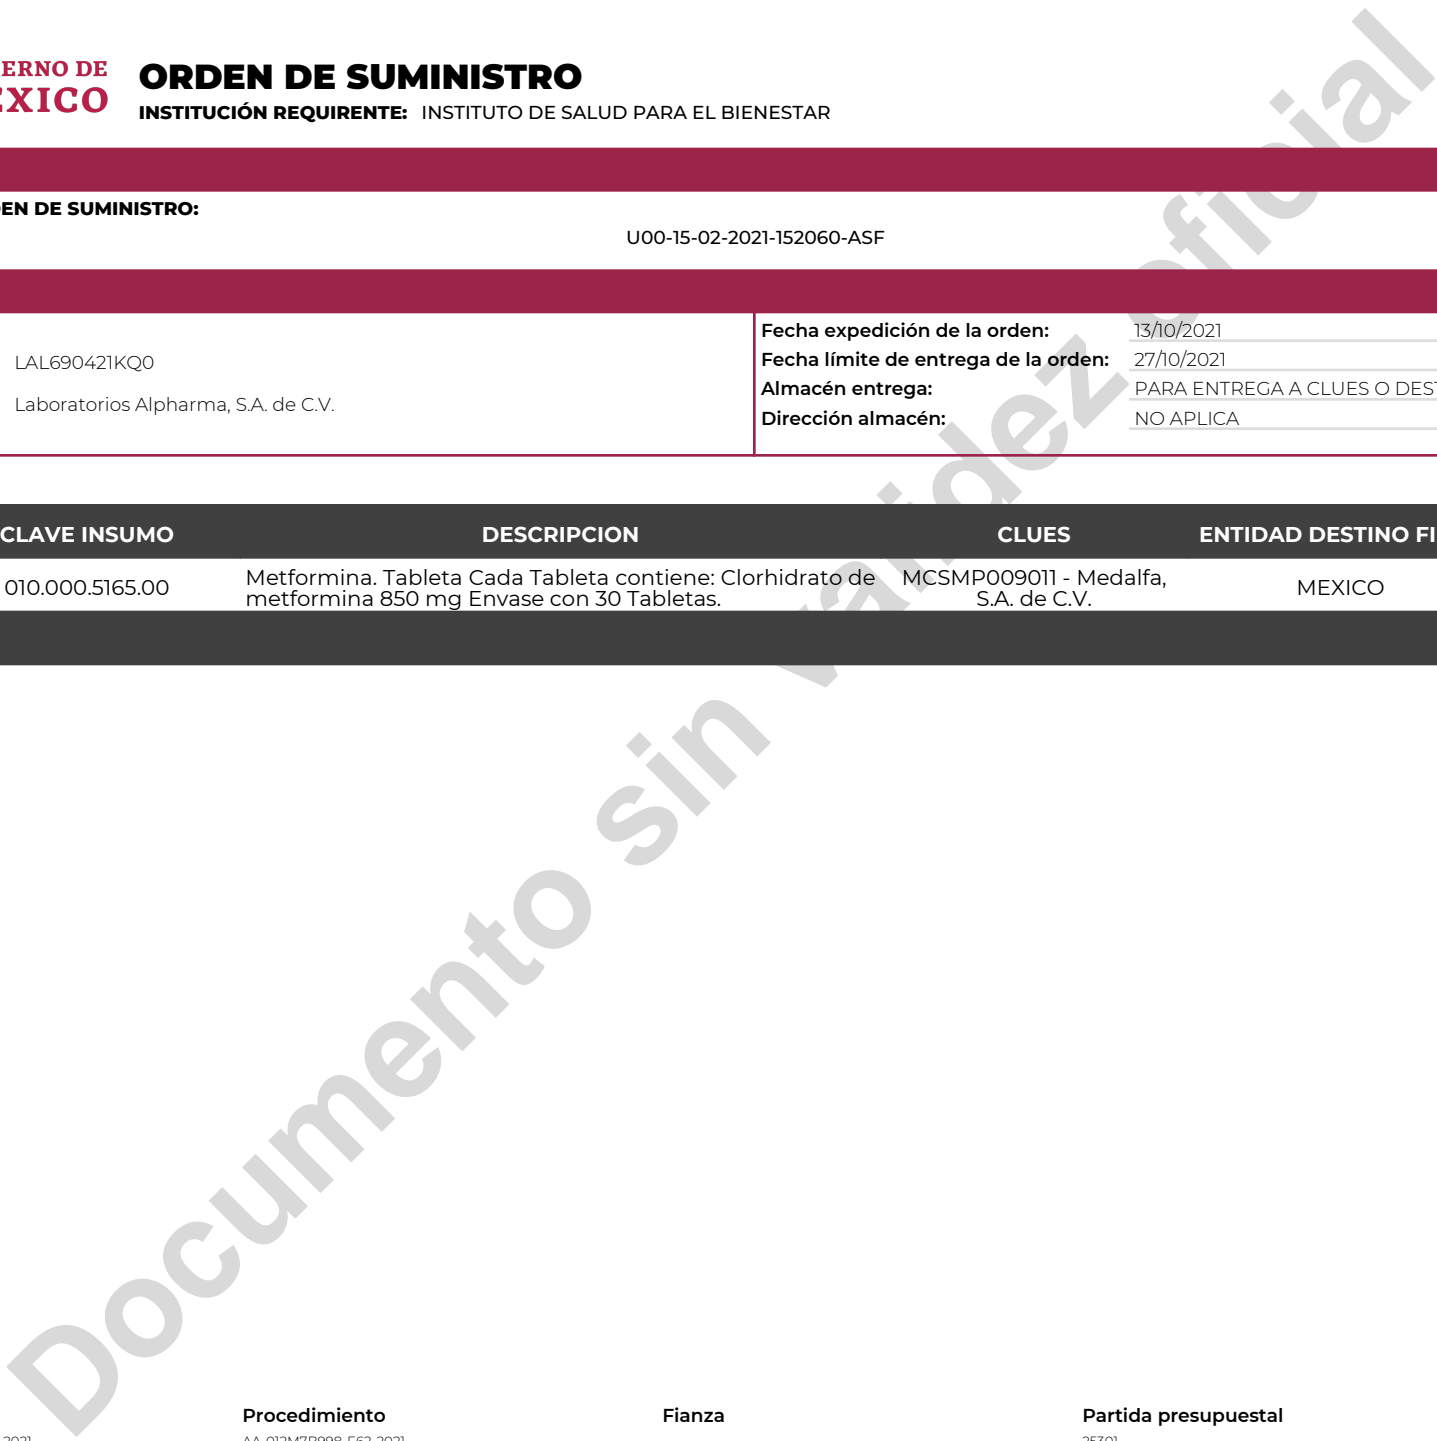 ERNO DE
ORDEN DE SUMINISTRO
INSTITUCIÓN REQUIRENTE: INSTITUTO DE SALUD PARA EL BIENESTAR
EN DE SUMINISTRO:
U00-15-02-2021-152060-ASF
LAL690421KQ0
Laboratorios Alpharma, S.A. de C.V.
Fecha expedición de la orden: 13/10/2021
Fecha límite de entrega de la orden: 27/10/2021
Almacén entrega: PARA ENTREGA A CLUES O DES
Dirección almacén: NO APLICA
CLAVE INSUMO DESCRIPCION CLUES ENTIDAD DESTINO FI
010.000.5165.00
Metformina. Tableta Cada Tableta contiene: Clorhidrato de
metformina 850 mg Envase con 30 Tabletas.
MCSMP009011 - Medalfa,
S.A. de C.V.
MEXICO
Documento sin validez oficial
Procedimiento Fianza Partida presupuestal